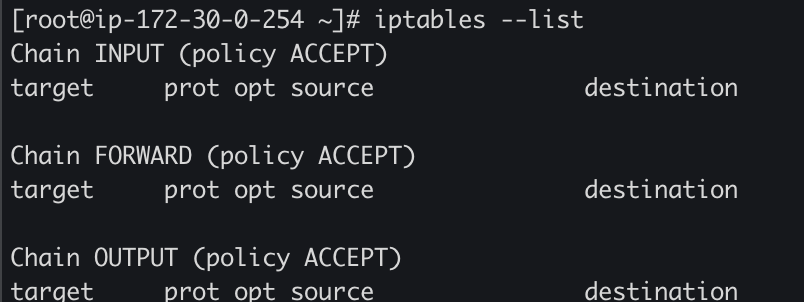 [root@ip-172-30-0-254 ~]# iptables --list
Chain INPUT (policy ACCEPT)
target     prot opt source               destination

Chain FORWARD (policy ACCEPT)
target     prot opt source               destination

Chain OUTPUT (policy ACCEPT)
target     prot opt source               destination